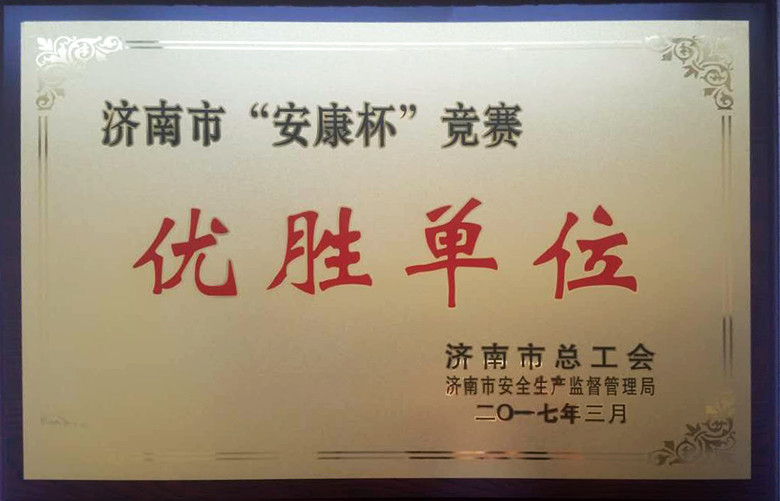 济南市“安康杯”竞赛
优胜单位
济南市总工会
济南市安全生产监督管理局
二〇一七年三月